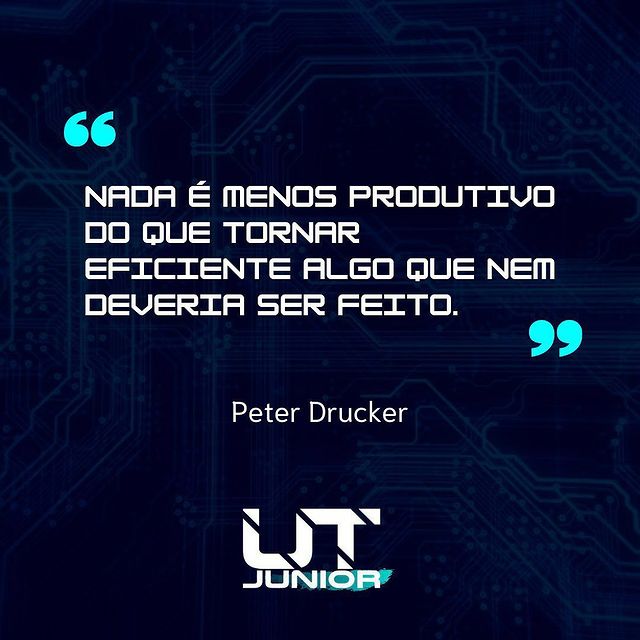 “
NADA É MENOS PRODUTIVO
DO QUE TORNAR
EFICIENTE ALGO QUE NEM
DEVERIA SER FEITO.
”
Peter Drucker
UT
JUNIOR